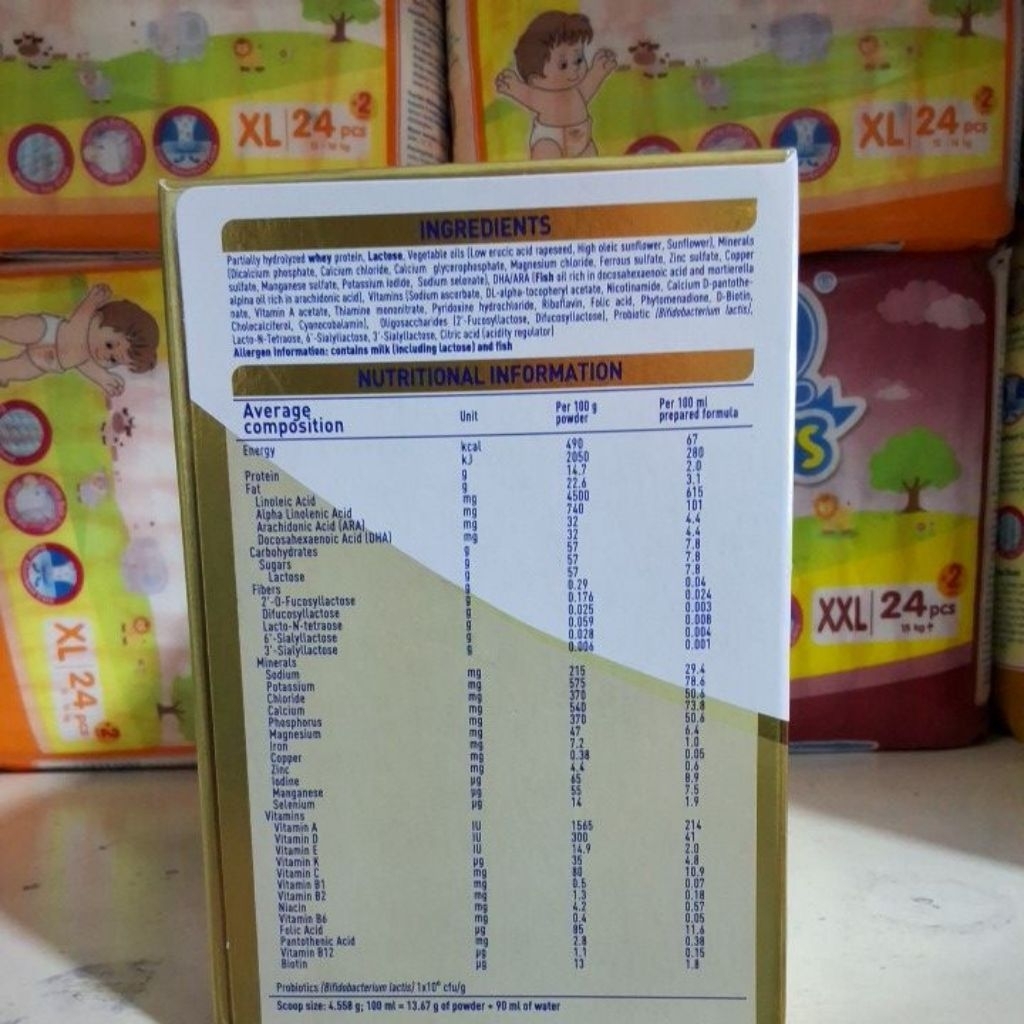 XL 24 pcs +2
XL 24 pcs +2
INGREDIENTS
Partially hydrolyzed whey protein, Lactose, Vegetable oils (Low erucic acid rapeseed, High oleic sunflower, Sunflower), Minerals
(Dicalcium phosphate, Calcium chloride, Calcium glycerophosphate, Magnesium chloride, Ferrous sulfate, Zinc sulfate, Copper
sulfate, Manganese sulfate, Potassium iodide, Sodium selenate), DHA/ARA (Fish oil rich in docosahexaenoic acid and mortierella
alpina oil rich in arachidonic acid), Vitamins (Sodium ascorbate, DL-alpha-tocopheryl acetate, Nicotinamide, Calcium D-pantothe-
nate, Vitamin A acetate, Thiamine mononitrate, Pyridoxine hydrochloride, Riboflavin, Folic acid, Phytomenadione, D-Biotin,
Cholecalciferol, Cyanocobalamin), Oligosaccharides (2'-Fucosyllactose, Difucosyllactose), Probiotic (Bifidobacterium lactis),
Lacto-N-Tetraose, 6'-Sialyllactose, 3'-Sialyllactose, Citric acid (acidity regulator)
Allergen Information: contains milk (including lactose) and fish
NUTRITIONAL INFORMATION
Average composition Unit Per 100 g powder Per 100 ml prepared formula
Energy kcal 490 67
kJ 2050 280
Protein g 14.7 2.0
Fat g 22.6 3.1
Linoleic Acid mg 4500 615
Alpha Linolenic Acid mg 740 101
Arachidonic Acid (ARA) mg 32 4.4
Docosahexaenoic Acid (DHA) mg 32 4.4
Carbohydrates g 57 7.8
Sugars g 57 7.8
Lactose g 57 7.8
Fibers g 0.29 0.04
2'-O-Fucosyllactose g 0.176 0.024
Difucosyllactose g 0.025 0.003
Lacto-N-tetraose g 0.059 0.008
6'-Sialyllactose g 0.028 0.004
3'-Sialyllactose g 0.006 0.001
Minerals
Sodium mg 215 29.4
Potassium mg 575 78.6
Chloride mg 370 50.6
Calcium mg 540 73.8
Phosphorus mg 370 50.6
Magnesium mg 47 6.4
Iron mg 7.2 1.0
Copper mg 0.38 0.05
Zinc mg 4.4 0.6
Iodine µg 65 8.9
Manganese µg 55 7.5
Selenium µg 14 1.9
Vitamins
Vitamin A IU 1565 214
Vitamin D IU 300 41
Vitamin E IU 14.9 2.0
Vitamin K µg 35 4.8
Vitamin C mg 80 10.9
Vitamin B1 mg 0.5 0.07
Vitamin B2 mg 1.3 0.18
Niacin mg 4.2 0.57
Vitamin B6 mg 0.4 0.05
Folic Acid µg 85 11.6
Pantothenic Acid mg 2.8 0.38
Vitamin B12 µg 1.1 0.15
Biotin µg 13 1.8
Probiotics (Bifidobacterium lactis) 1x10⁶ cfu/g
Scoop size: 4.558 g; 100 ml = 13.67 g of powder + 90 ml of water
XL 24 pcs +2
XXL 24 pcs +2
15 kg+